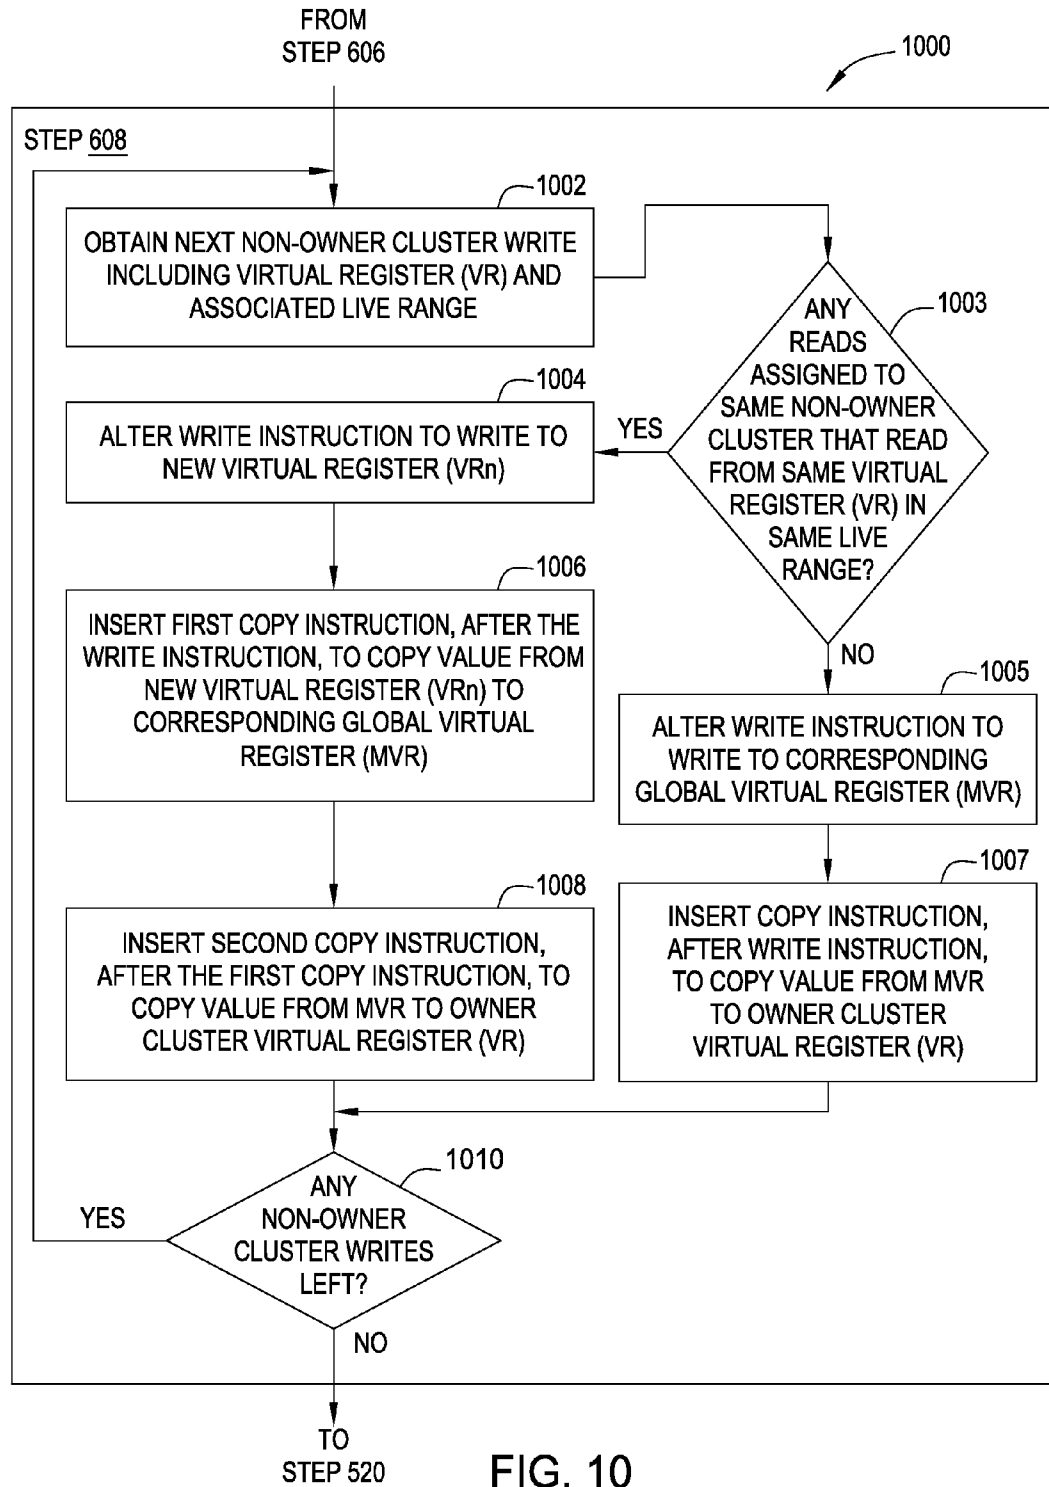 FROM
STEP 606
1000
STEP 608
1002
OBTAIN NEXT NON-OWNER CLUSTER WRITE
INCLUDING VIRTUAL REGISTER (VR) AND
ASSOCIATED LIVE RANGE
1003
ANY
READS
ASSIGNED TO
SAME NON-OWNER
CLUSTER THAT READ
FROM SAME VIRTUAL
REGISTER (VR) IN
SAME LIVE
RANGE?
YES
1004
ALTER WRITE INSTRUCTION TO WRITE TO
NEW VIRTUAL REGISTER (VRn)
1006
INSERT FIRST COPY INSTRUCTION, AFTER THE
WRITE INSTRUCTION, TO COPY VALUE FROM
NEW VIRTUAL REGISTER (VRn) TO
CORRESPONDING GLOBAL VIRTUAL
REGISTER (MVR)
NO
1005
ALTER WRITE INSTRUCTION TO
WRITE TO CORRESPONDING
GLOBAL VIRTUAL REGISTER (MVR)
1008
INSERT SECOND COPY INSTRUCTION,
AFTER THE FIRST COPY INSTRUCTION, TO
COPY VALUE FROM MVR TO OWNER
CLUSTER VIRTUAL REGISTER (VR)
1007
INSERT COPY INSTRUCTION,
AFTER WRITE INSTRUCTION,
TO COPY VALUE FROM MVR
TO OWNER CLUSTER
VIRTUAL REGISTER (VR)
1010
ANY
NON-OWNER
CLUSTER WRITES
LEFT?
YES
NO
TO
STEP 520
FIG. 10